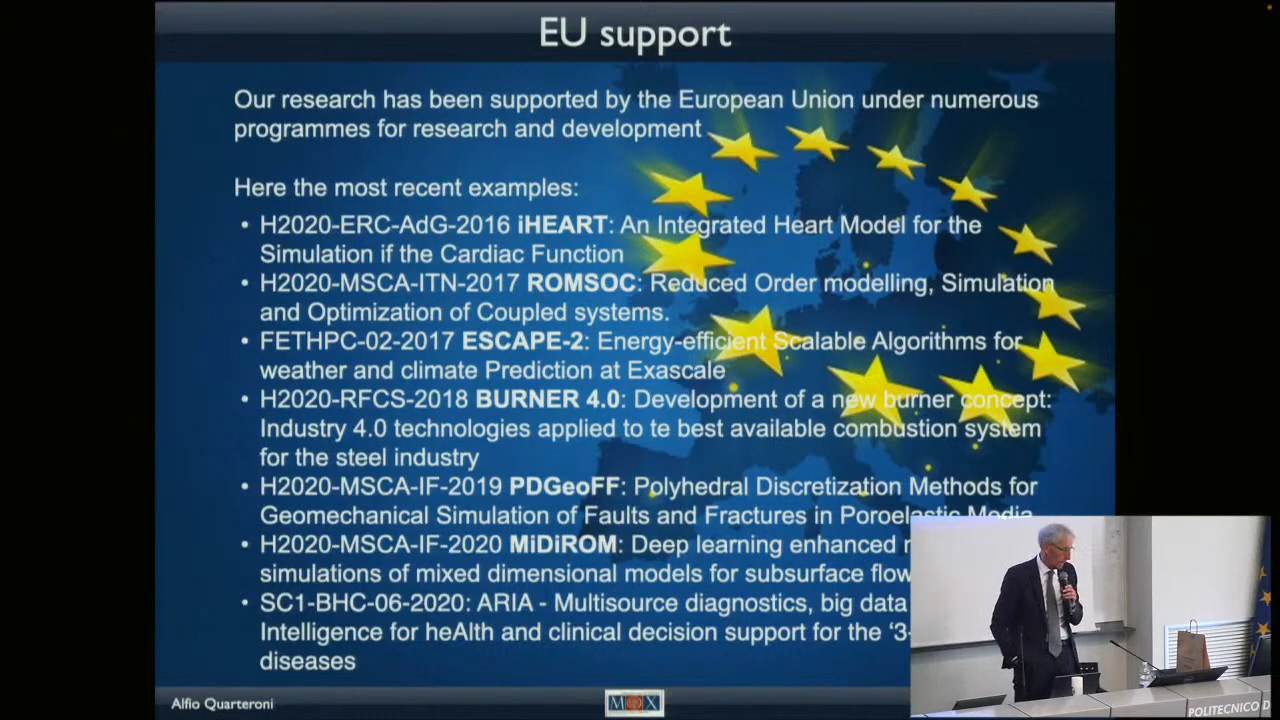 EU support
Our research has been supported by the European Union under numerous
programmes for research and development
Here the most recent examples:
• H2020-ERC-AdG-2016 iHEART: An Integrated Heart Model for the
Simulation if the Cardiac Function
• H2020-MSCA-ITN-2017 ROMSOC: Reduced Order modelling, Simulation
and Optimization of Coupled systems.
• FETHPC-02-2017 ESCAPE-2: Energy-efficient Scalable Algorithms for
weather and climate Prediction at Exascale
• H2020-RFCS-2018 BURNER 4.0: Development of a new burner concept:
Industry 4.0 technologies applied to te best available combustion system
for the steel industry
• H2020-MSCA-IF-2019 PDGeoFF: Polyhedral Discretization Methods for
Geomechanical Simulation of Faults and Fractures in Poroelastic Media
• H2020-MSCA-IF-2020 MiDiROM: Deep learning enhanced
simulations of mixed dimensional models for subsurface flow
• SC1-BHC-06-2020: ARIA - Multisource diagnostics, big data
Intelligence for heAlth and clinical decision support for the ‘3-
diseases
Alfio Quarteroni
MOX
POLITECNICO D